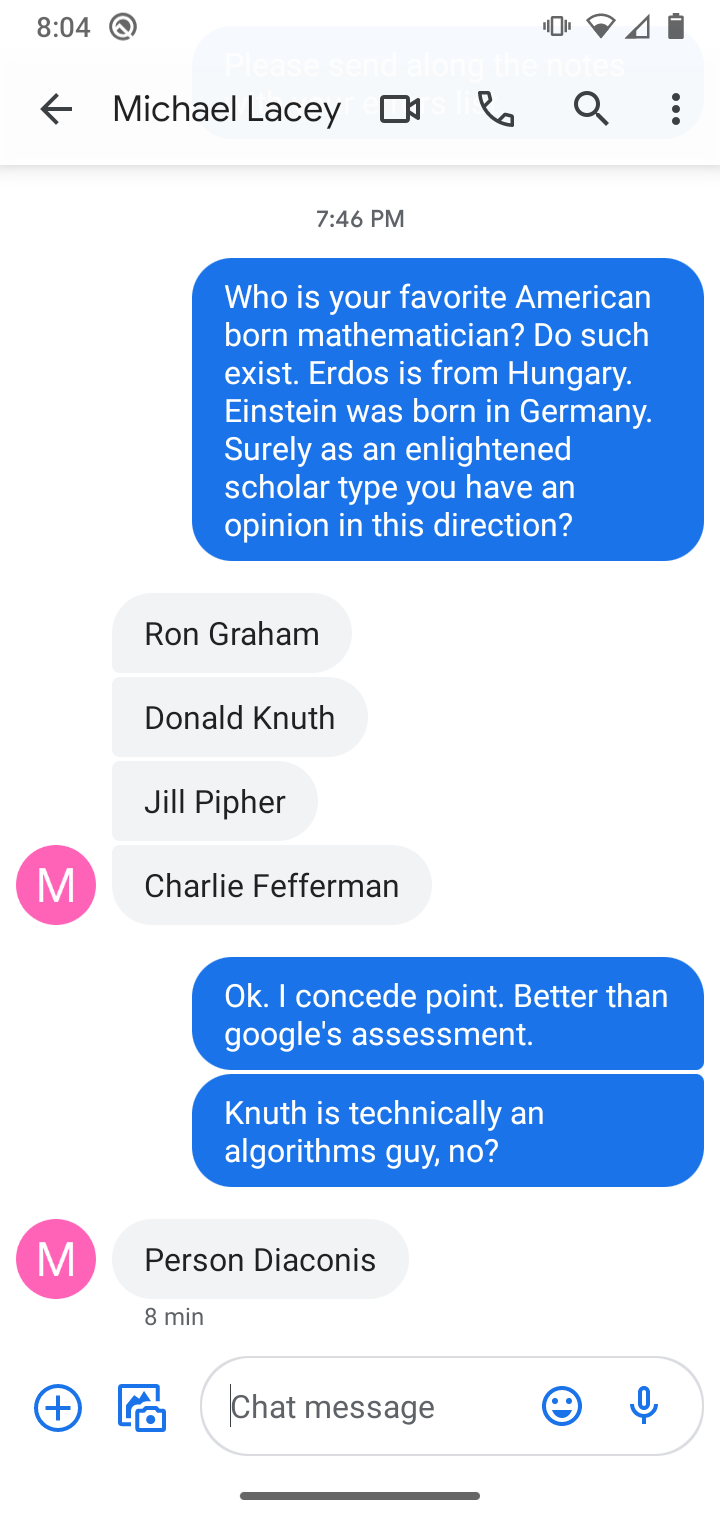 8:04
Please send along the notes
Michael Lacey
7:46 PM
Who is your favorite American
born mathematician? Do such
exist. Erdos is from Hungary.
Einstein was born in Germany.
Surely as an enlightened
scholar type you have an
opinion in this direction?
Ron Graham
Donald Knuth
Jill Pipher
M
Charlie Fefferman
Ok. I concede point. Better than
google's assessment.
Knuth is technically an
algorithms guy, no?
M
Person Diaconis
8 min
Chat message